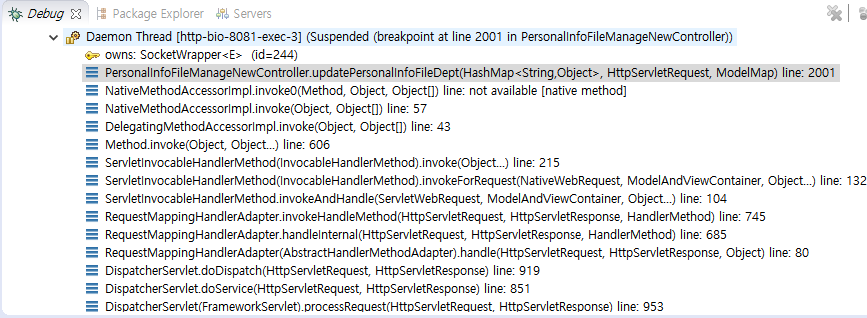 Debug Package Explorer Servers
Daemon Thread [http-bio-8081-exec-3] (Suspended (breakpoint at line 2001 in PersonalInfoFileManageNewController))
owns: SocketWrapper<E> (id=244)
PersonalInfoFileManageNewController.updatePersonalInfoFileDept(HashMap<String,Object>, HttpServletRequest, ModelMap) line: 2001
NativeMethodAccessorImpl.invoke0(Method, Object, Object[]) line: not available [native method]
NativeMethodAccessorImpl.invoke(Object, Object[]) line: 57
DelegatingMethodAccessorImpl.invoke(Object, Object[]) line: 43
Method.invoke(Object, Object...) line: 606
ServletInvocableHandlerMethod(InvocableHandlerMethod).invoke(Object...) line: 215
ServletInvocableHandlerMethod(InvocableHandlerMethod).invokeForRequest(NativeWebRequest, ModelAndViewContainer, Object...) line: 132
ServletInvocableHandlerMethod.invokeAndHandle(ServletWebRequest, ModelAndViewContainer, Object...) line: 104
RequestMappingHandlerAdapter.invokeHandleMethod(HttpServletRequest, HttpServletResponse, HandlerMethod) line: 745
RequestMappingHandlerAdapter.handleInternal(HttpServletRequest, HttpServletResponse, HandlerMethod) line: 685
RequestMappingHandlerAdapter(AbstractHandlerMethodAdapter).handle(HttpServletRequest, HttpServletResponse, Object) line: 80
DispatcherServlet.doDispatch(HttpServletRequest, HttpServletResponse) line: 919
DispatcherServlet.doService(HttpServletRequest, HttpServletResponse) line: 851
DispatcherServlet(FrameworkServlet).processRequest(HttpServletRequest, HttpServletResponse) line: 953